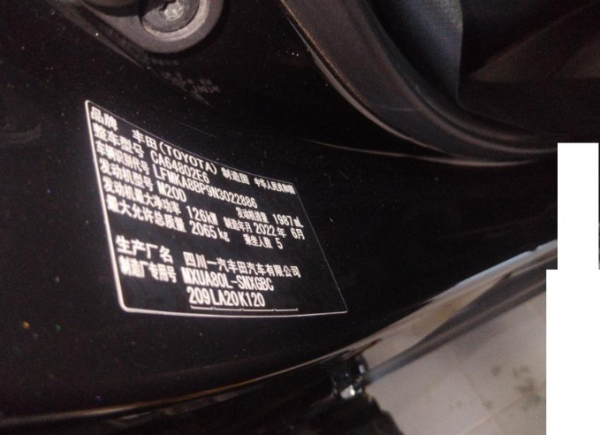 品牌 丰田(TOYOTA) 制造国 中华人民共和国
整车型号 CA64802E6
车辆识别代号 LFMKA8BP9N3022886
发动机型号 M20D 发动机排量 1987mL
发动机最大净功率 126kW 制造年月 2022年 6月
最大允许总质量 2065kg 乘坐人数 5
生产厂名 四川一汽丰田汽车有限公司
制造厂专用号 MXUA80L-SNXGBC
209LA20K120